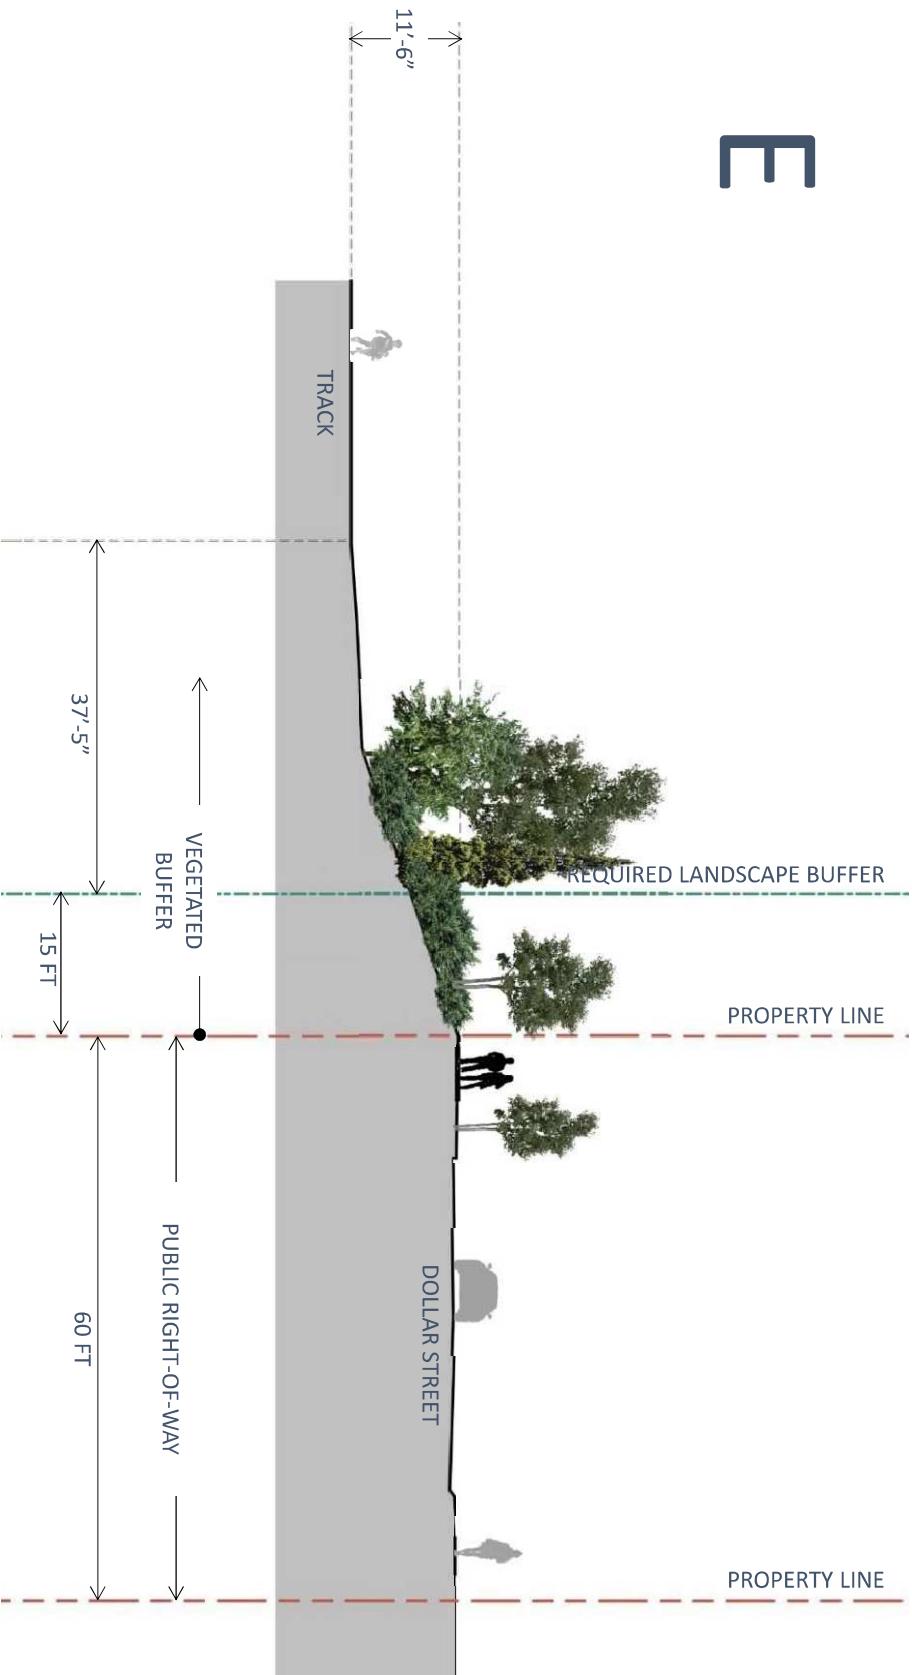 E
11'-6"
TRACK
37'-5"
VEGETATED
BUFFER
REQUIRED LANDSCAPE BUFFER
15 FT
PROPERTY LINE
DOLLAR STREET
PUBLIC RIGHT-OF-WAY
60 FT
PROPERTY LINE